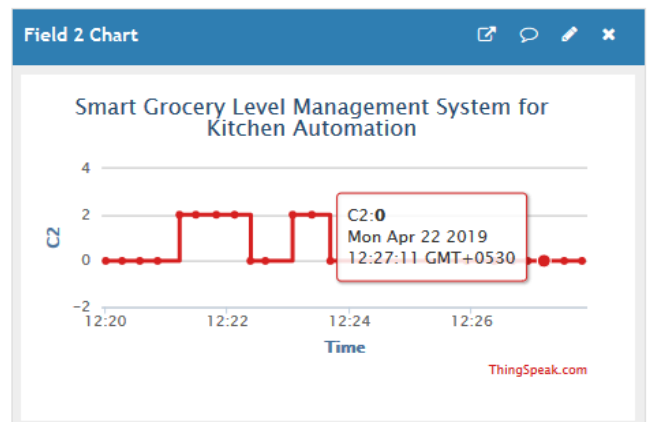 Field 2 Chart
Smart Grocery Level Management System for
Kitchen Automation
4
2
0
-2
C2
C2:0
Mon Apr 22 2019
12:27:11 GMT+0530
12:20
12:22
12:24
12:26
Time
ThingSpeak.com